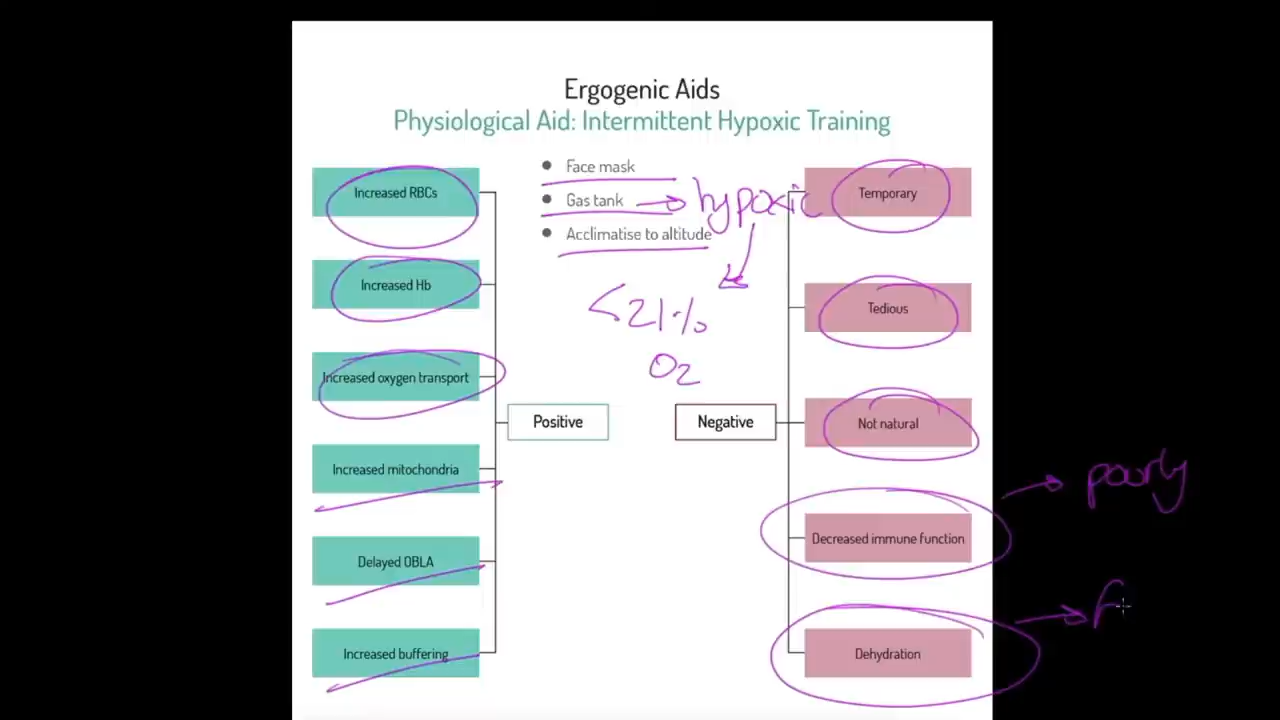 Ergogenic Aids
Physiological Aid: Intermittent Hypoxic Training
Face mask
Gas tank
Acclimatise to altitude
hypoxic
<21%
O2
Increased RBCs
Increased Hb
Increased oxygen transport
Increased mitochondria
Delayed OBLA
Increased buffering
Positive
Negative
Temporary
Tedious
Not natural
Decreased immune function
Dehydration
poorly